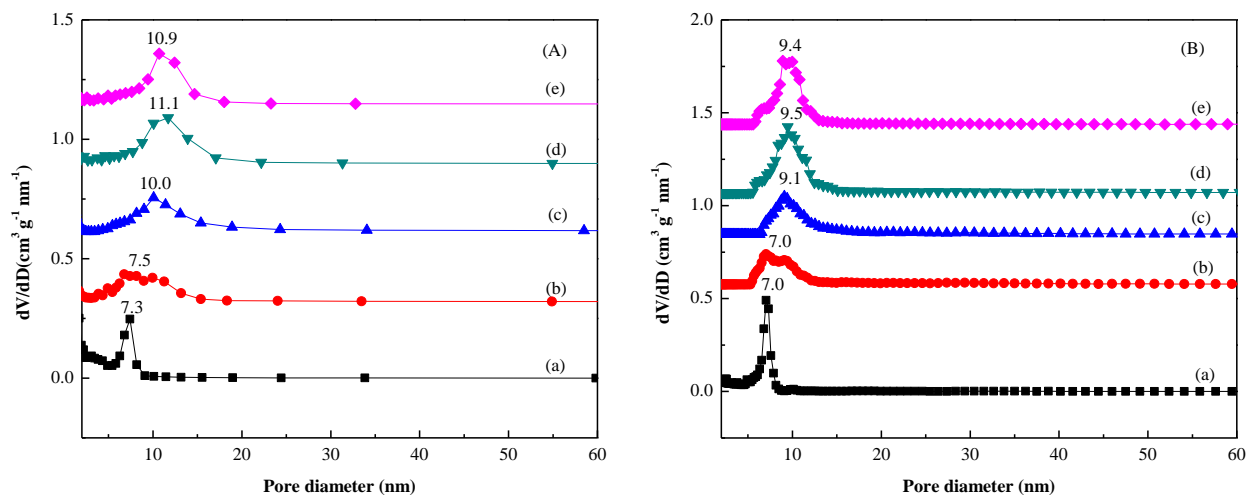 1.5
10.9
(A)
(e)
11.1
1.0
(d)
10.0
(c)
0.5
7.5
(b)
7.3
(a)
0.0
10
20
30
40
50
60
Pore diameter (nm)
dV/dD(cm³ g⁻¹ nm⁻¹)
2.0
9.4
(B)
(e)
1.5
9.5
(d)
9.1
1.0
(c)
7.0
(b)
0.5
7.0
(a)
0.0
10
20
30
40
50
60
Pore diameter (nm)
dV/dD (cm³ g⁻¹ nm⁻¹)